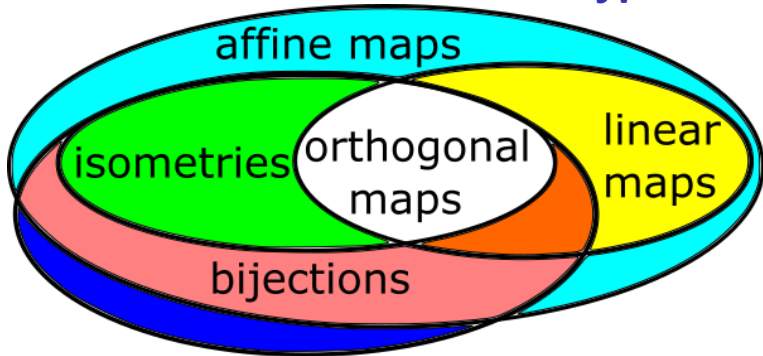 affine maps
isometries
orthogonal
maps
linear
maps
bijections